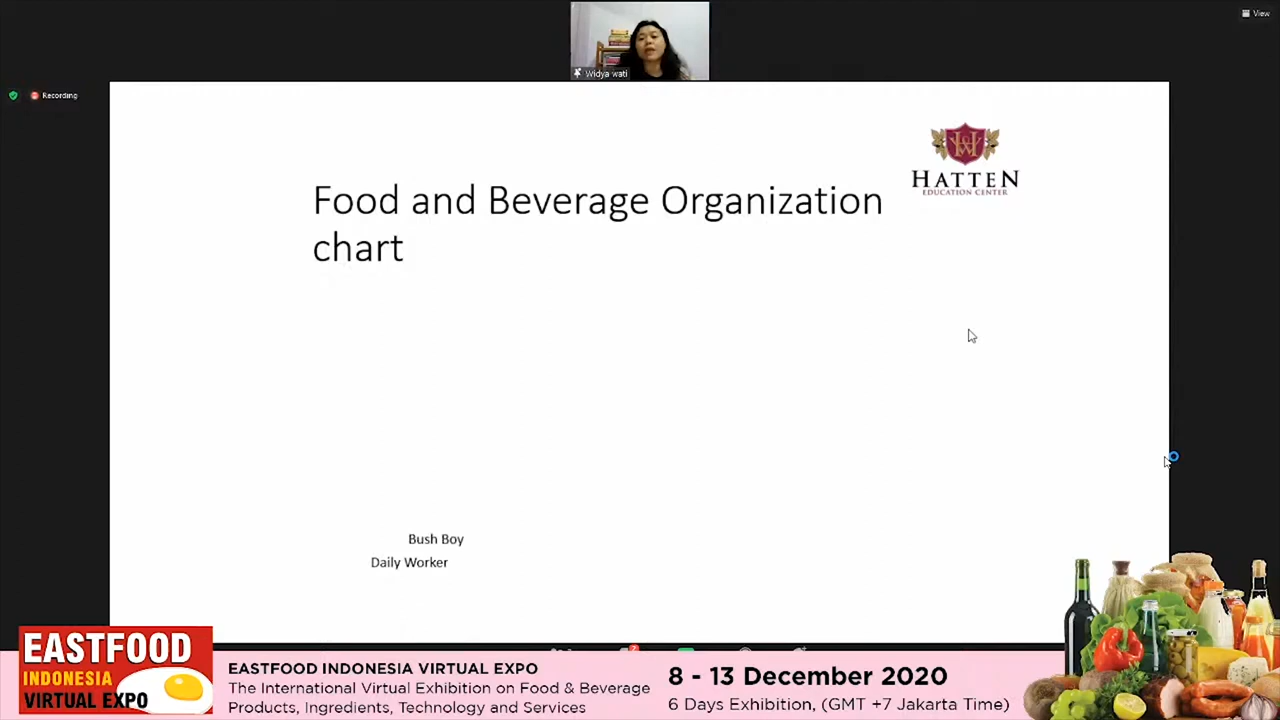 View
Widya wati
Recording
HATTEN
EDUCATION CENTER
Food and Beverage Organization
chart
Bush Boy
Daily Worker
EASTFOOD
INDONESIA
VIRTUAL EXPO
EASTFOOD INDONESIA VIRTUAL EXPO
The International Virtual Exhibition on Food & Beverage
Products, Ingredients, Technology and Services
8 - 13 December 2020
6 Days Exhibition, (GMT +7 Jakarta Time)